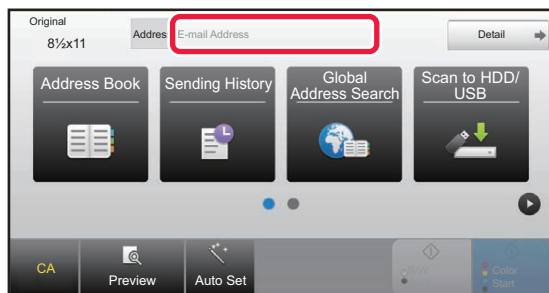 Original
8½x11
Addres
E-mail Address
Detail
Address Book
Sending History
Global
Address Search
Scan to HDD/
USB
CA
Preview
Auto Set
B/W
Start
Color
Start